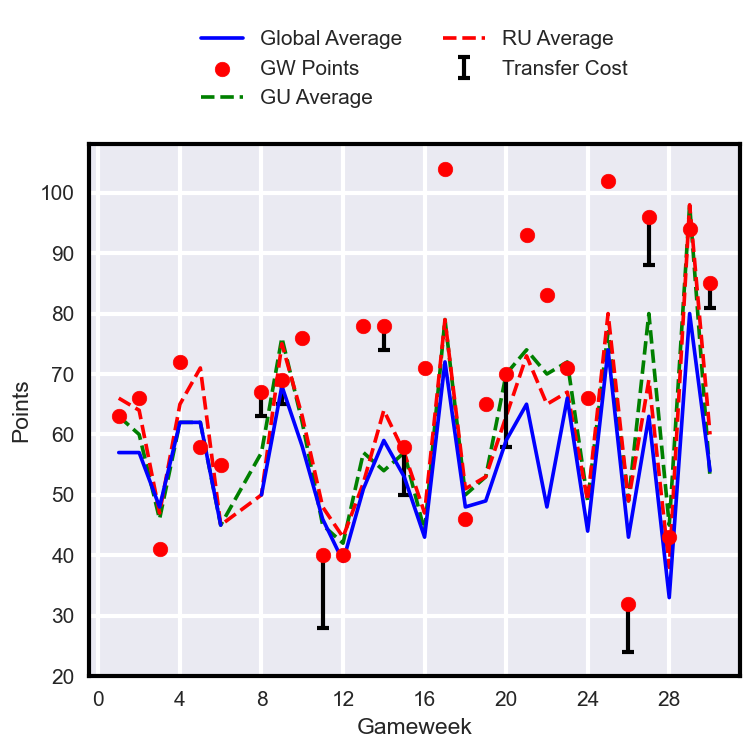 Global Average
GW Points
GU Average
RU Average
Transfer Cost
100
90
80
70
60
50
40
30
20
Points
0 4 8 12 16 20 24 28
Gameweek